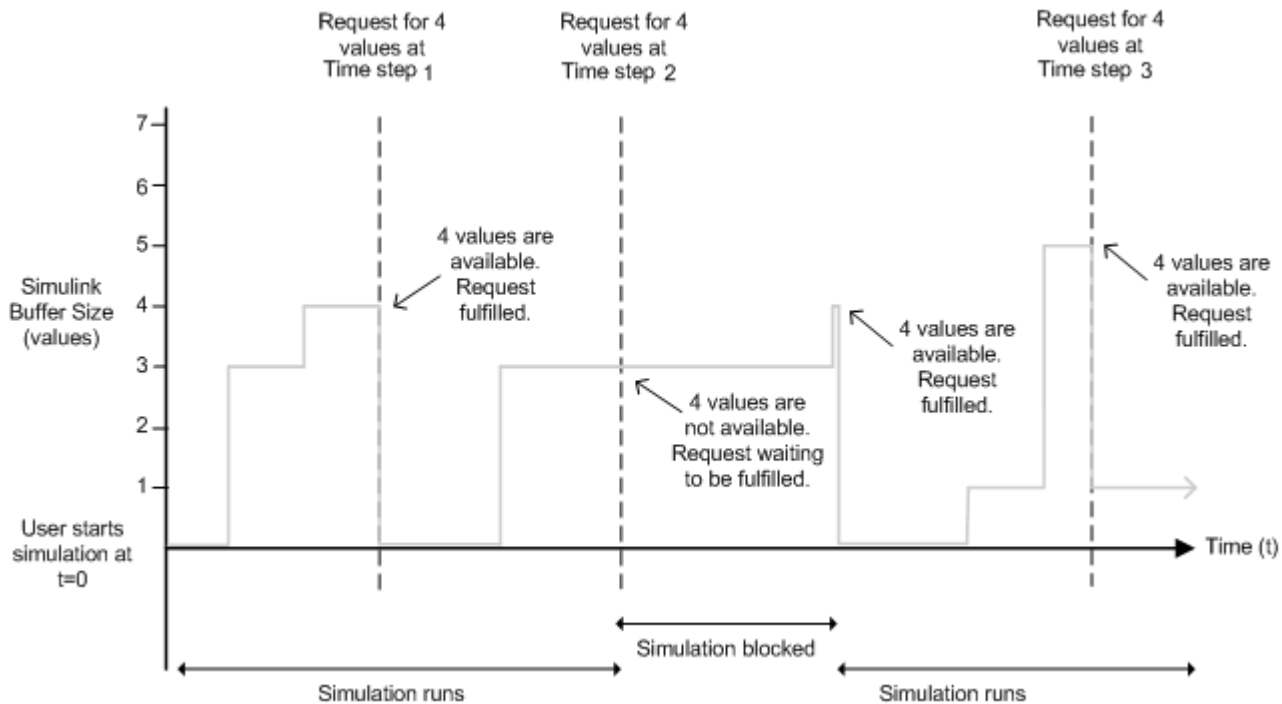 Request for 4
values at
Time step 1
Request for 4
values at
Time step 2
Request for 4
values at
Time step 3
7
6
5
4
3
2
1
Simulink
Buffer Size
(values)
4 values are
available.
Request
fulfilled.
4 values are
not available.
Request waiting
to be fulfilled.
4 values are
available.
Request
fulfilled.
4 values are
available.
Request
fulfilled.
User starts
simulation at
t=0
Time (t)
Simulation blocked
Simulation runs
Simulation runs